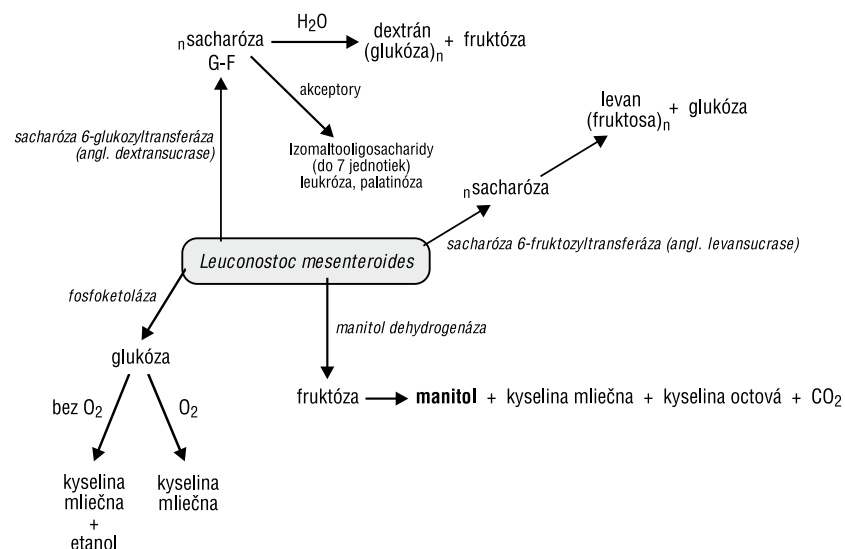 H2O
nsacharóza
G-F
dextrán
(glukóza)n + fruktóza
akceptory
sacharóza 6-glukozyltransferáza
(angl. dextransucrase)
Izomaltooligosacharidy
(do 7 jednotiek)
leukróza, palatinóza
levan
(fruktosa)n + glukóza
nsacharóza
sacharóza 6-fruktozyltransferáza (angl. levansucrase)
Leuconostoc mesenteroides
fosfoketoláza
manitol dehydrogenáza
glukóza
fruktóza
manitol + kyselina mliečna + kyselina octová + CO2
bez O2
O2
kyselina
mliečna
+
etanol
kyselina
mliečna